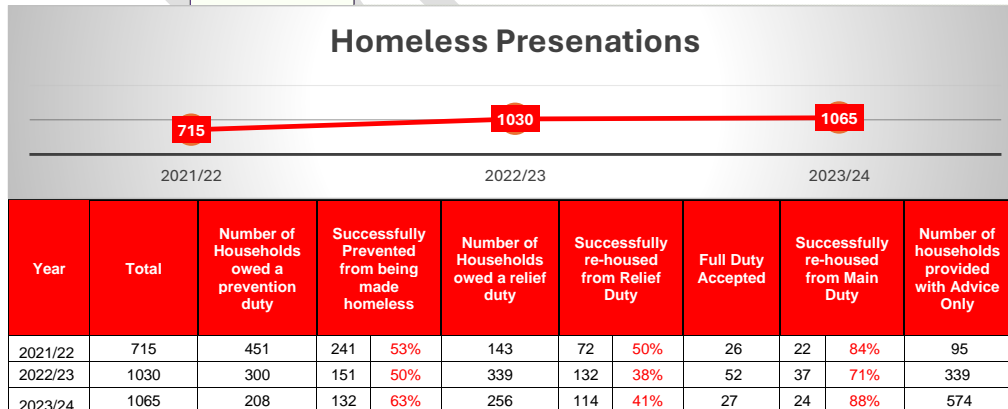 Homeless Presenations
715
1030
1065
2021/22 2022/23 2023/24
Year Total Number of Households owed a prevention duty Successfully Prevented from being made homeless Number of Households owed a relief duty Successfully re-housed from Relief Duty Full Duty Accepted Successfully re-housed from Main Duty Number of households provided with Advice Only
2021/22 715 451 241 53% 143 72 50% 26 22 84% 95
2022/23 1030 300 151 50% 339 132 38% 52 37 71% 339
2023/24 1065 208 132 63% 256 114 41% 27 24 88% 574